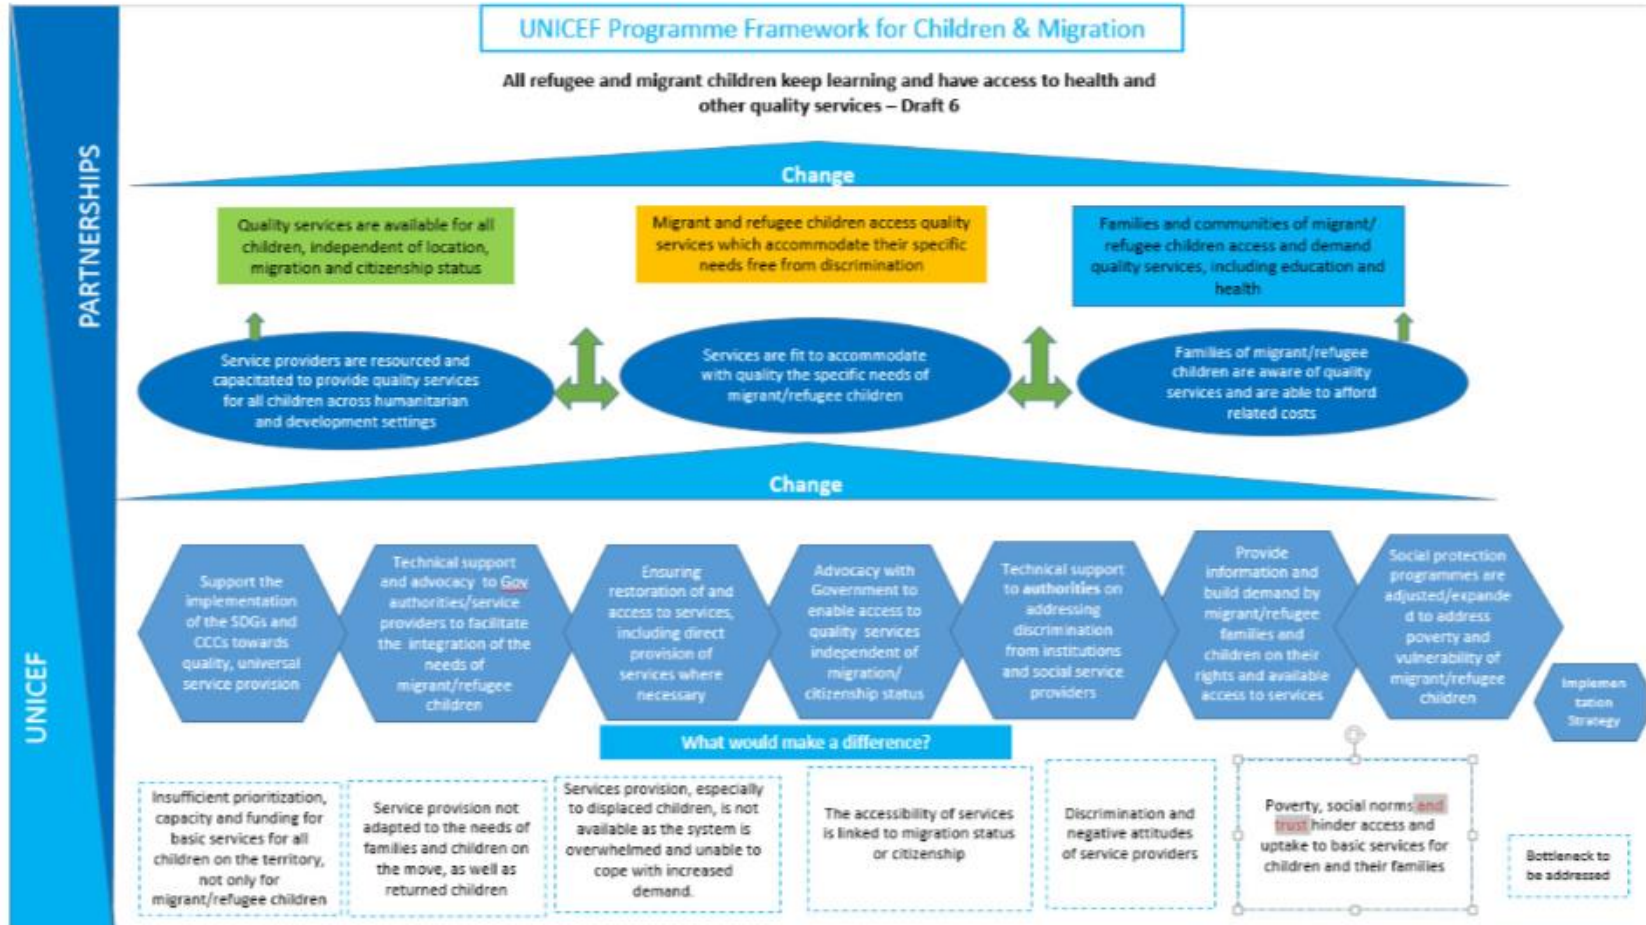 UNICEF Programme Framework for Children & Migration
All refugee and migrant children keep learning and have access to health and
other quality services – Draft 6
PARTNERSHIPS
UNICEF
Change
Quality services are available for all
children, independent of location,
migration and citizenship status
Migrant and refugee children access quality
services which accommodate their specific
needs free from discrimination
Families and communities of migrant/
refugee children access and demand
quality services, including education and
health
Service providers are resourced and
capacitated to provide quality services
for all children across humanitarian
and development settings
Services are fit to accommodate
with quality the specific needs of
migrant/refugee children
Families of migrant/refugee
children are aware of quality
services and are able to afford
related costs
Change
Support the
implementation
of the SDGs and
CCCs towards
quality, universal
service provision
Technical support
and advocacy to Gov
authorities/service
providers to facilitate
the integration of the
needs of
migrant/refugee
children
Ensuring
restoration of and
access to services,
including direct
provision of
services where
necessary
Advocacy with
Government to
enable access to
quality services
independent of
migration/
citizenship status
Technical support
to authorities on
addressing
discrimination
from institutions
and social service
providers
Provide
information and
build demand by
migrant/refugee
families and
children on their
rights and available
access to services
Social protection
programmes are
adjusted/expande
d to address
poverty and
vulnerability of
migrant/refugee
children
Implemen
tation
Strategy
What would make a difference?
Insufficient prioritization,
capacity and funding for
basic services for all
children on the territory,
not only for
migrant/refugee children
Service provision not
adapted to the needs of
families and children on
the move, as well as
returned children
Services provision, especially
to displaced children, is not
available as the system is
overwhelmed and unable to
cope with increased
demand.
The accessibility of services
is linked to migration status
or citizenship
Discrimination and
negative attitudes
of service providers
Poverty, social norms and
trust hinder access and
uptake to basic services for
children and their families
Bottleneck to
be addressed